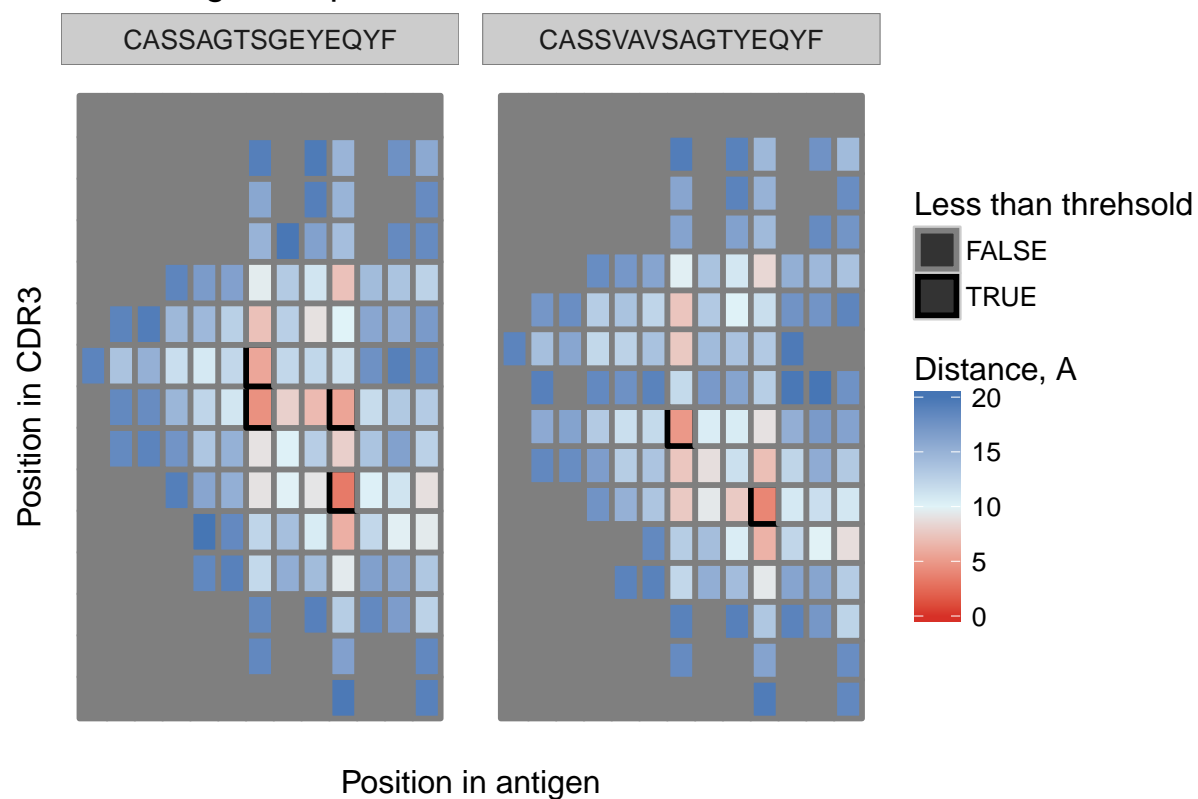 CASSAGTSGEYEQYF
CASSVAVSAGTYEQYF
Position in CDR3
Less than threhsold
FALSE
TRUE
Distance, A
20
15
10
5
0
Position in antigen